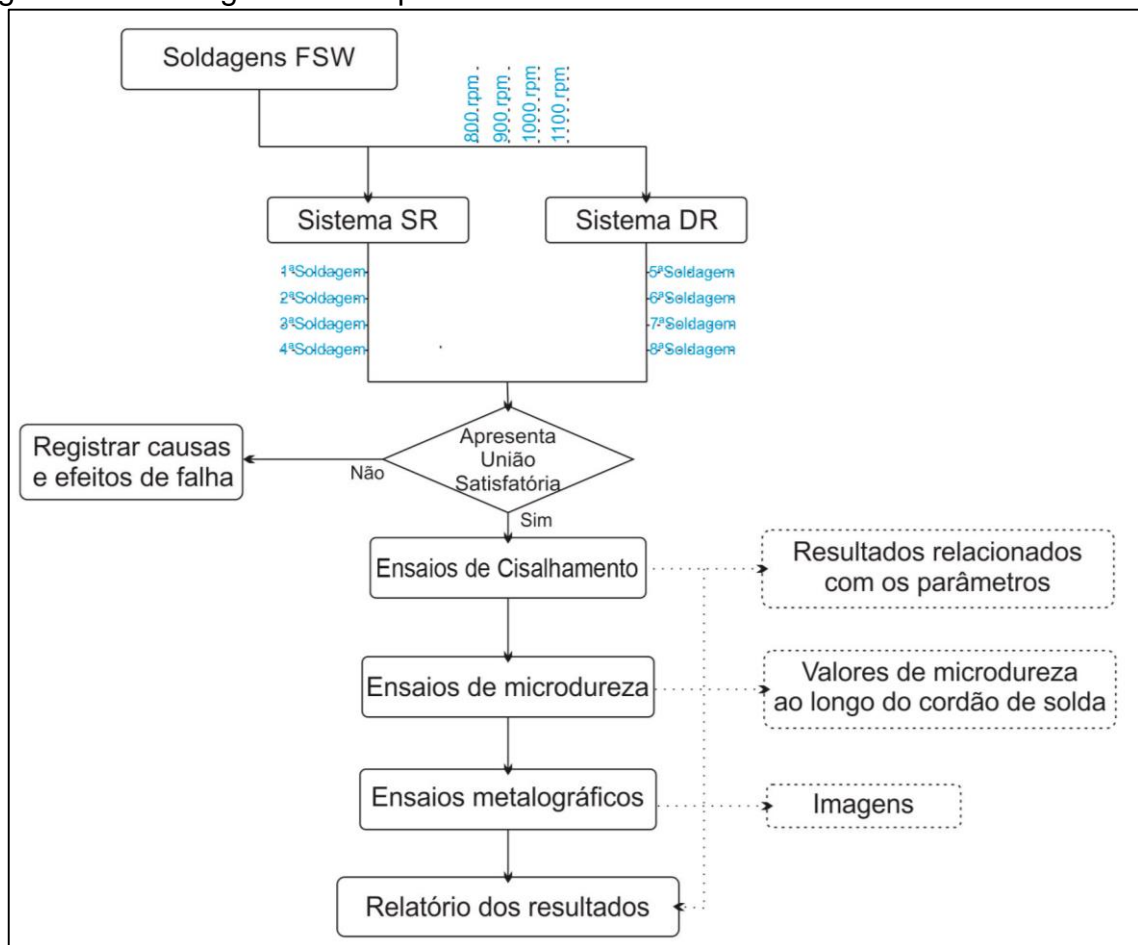 Soldagens FSW
800 rpm
900 rpm
1000 rpm
1100 rpm
Sistema SR
Sistema DR
1ªSoldagem
2ªSoldagem
3ªSoldagem
4ªSoldagem
5ªSoldagem
6ªSoldagem
7ªSoldagem
8ªSoldagem
Apresenta
União
Satisfatória
Não
Sim
Registrar causas
e efeitos de falha
Ensaios de Cisalhamento
Resultados relacionados
com os parâmetros
Ensaios de microdureza
Valores de microdureza
ao longo do cordão de solda
Ensaios metalográficos
Imagens
Relatório dos resultados